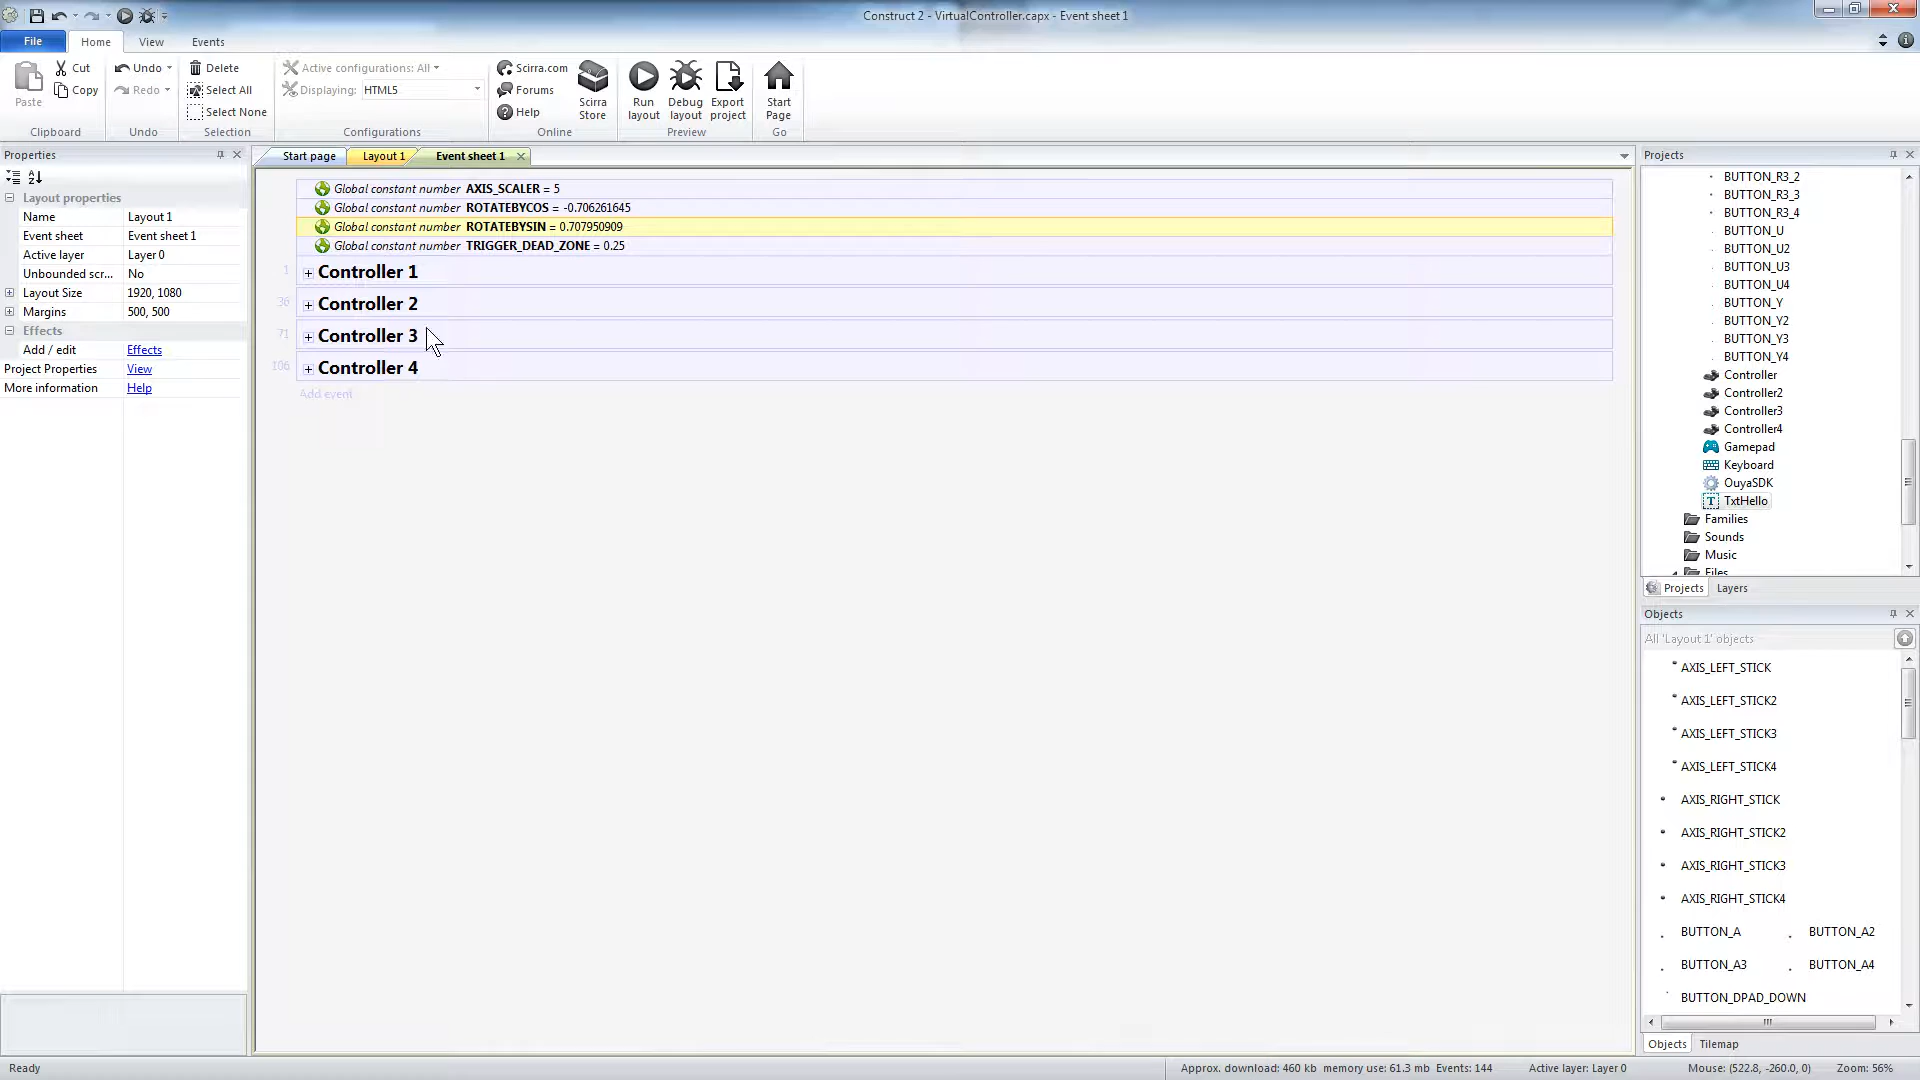 Construct 2 - VirtualController.capx - Event sheet 1
File
Home
View
Events
Paste
Cut
Copy
Clipboard
Undo
Redo
Undo
Delete
Select All
Select None
Selection
Active configurations: All
Displaying: HTML5
Configurations
Scirra.com
Forums
Help
Scirra Store
Online
Run layout
Debug layout
Export project
Preview
Start Page
Go
Properties
Layout properties
Name Layout 1
Event sheet Event sheet 1
Active layer Layer 0
Unbounded scr... No
Layout Size 1920, 1080
Margins 500, 500
Effects
Add / edit Effects
Project Properties View
More information Help
Start page
Layout 1
Event sheet 1
Global constant number AXIS_SCALER = 5
Global constant number ROTATEBYCOS = -0.706261645
Global constant number ROTATEBYSIN = 0.707950909
Global constant number TRIGGER_DEAD_ZONE = 0.25
1 Controller 1
36 Controller 2
71 Controller 3
106 Controller 4
Add event
Projects
BUTTON_R3_2
BUTTON_R3_3
BUTTON_R3_4
BUTTON_U
BUTTON_U2
BUTTON_U3
BUTTON_U4
BUTTON_Y
BUTTON_Y2
BUTTON_Y3
BUTTON_Y4
Controller
Controller2
Controller3
Controller4
Gamepad
Keyboard
OuyaSDK
T TxtHello
Families
Sounds
Music
Files
Projects Layers
Objects
All 'Layout 1' objects
AXIS_LEFT_STICK
AXIS_LEFT_STICK2
AXIS_LEFT_STICK3
AXIS_LEFT_STICK4
AXIS_RIGHT_STICK
AXIS_RIGHT_STICK2
AXIS_RIGHT_STICK3
AXIS_RIGHT_STICK4
BUTTON_A BUTTON_A2
BUTTON_A3 BUTTON_A4
BUTTON_DPAD_DOWN
Objects Tilemap
Ready
Approx. download: 460 kb memory use: 61.3 mb Events: 144 Active layer: Layer 0 Mouse: (522.8, -260.0, 0) Zoom: 56%